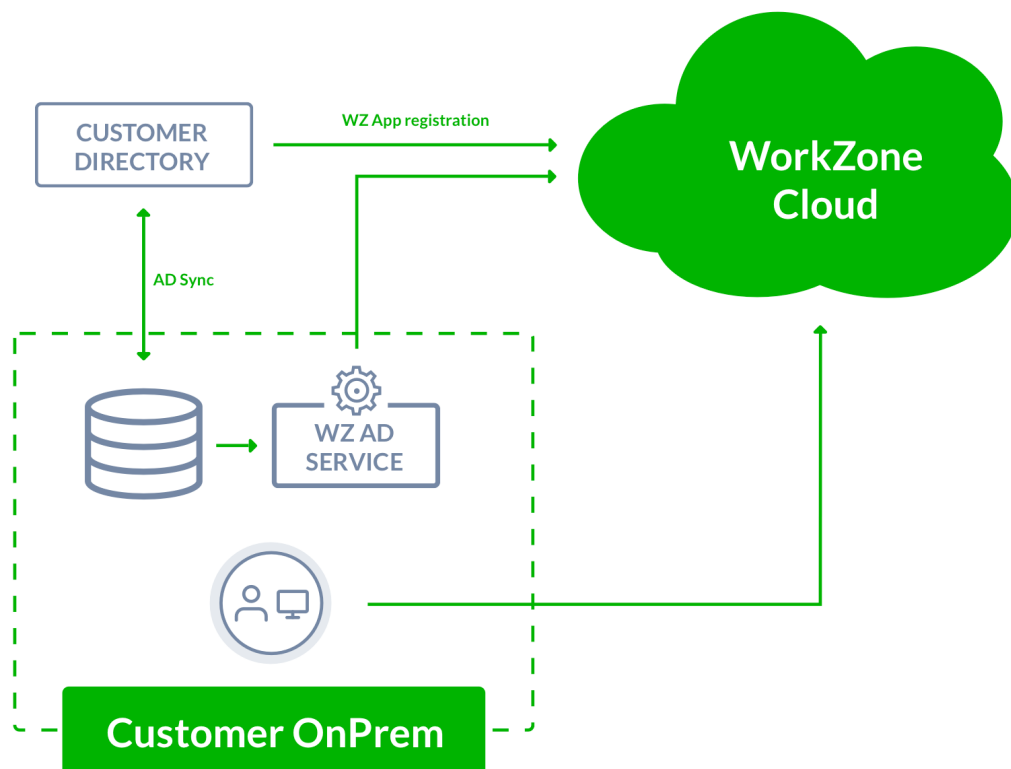 CUSTOMER
DIRECTORY
WZ App registration
WorkZone
Cloud
AD Sync
WZ AD
SERVICE
Customer OnPrem